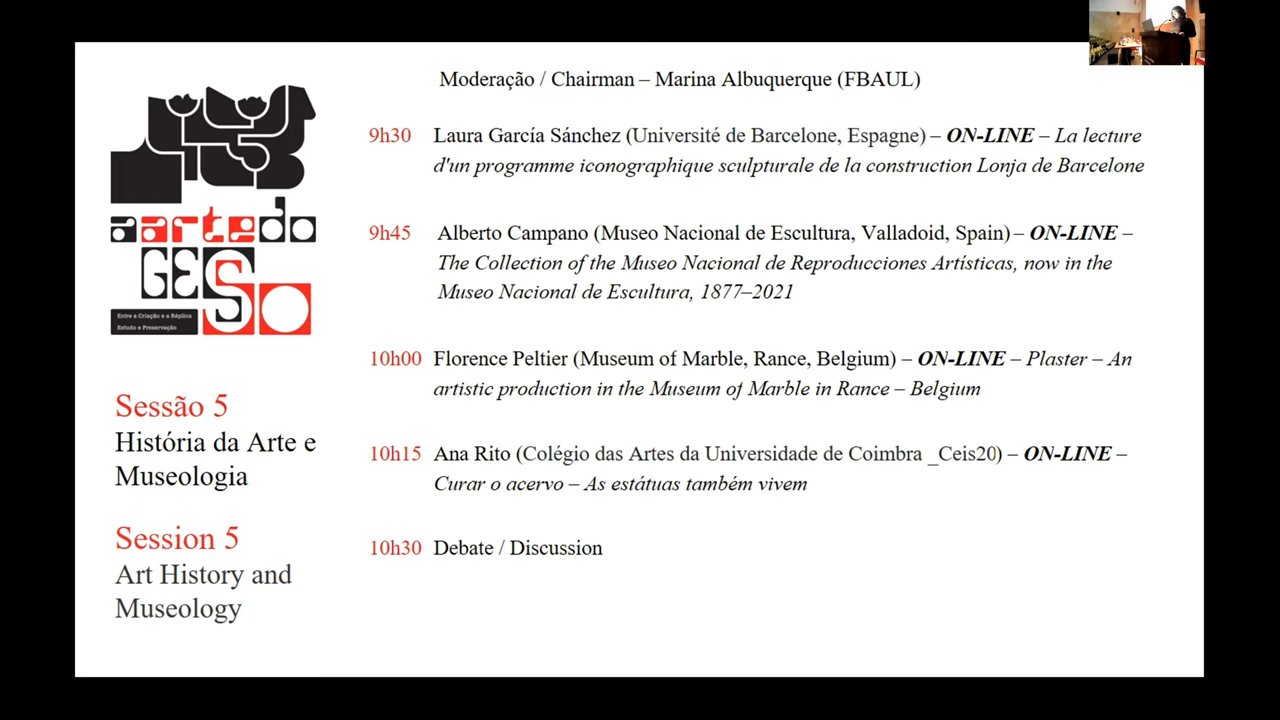 Moderação / Chairman – Marina Albuquerque (FBAUL)
9h30 Laura García Sánchez (Université de Barcelone, Espagne) – ON-LINE – La lecture
d'un programme iconographique sculpturale de la construction Lonja de Barcelone
9h45 Alberto Campano (Museo Nacional de Escultura, Valladoid, Spain) – ON-LINE –
The Collection of the Museo Nacional de Reproducciones Artísticas, now in the
Museo Nacional de Escultura, 1877–2021
10h00 Florence Peltier (Museum of Marble, Rance, Belgium) – ON-LINE – Plaster – An
artistic production in the Museum of Marble in Rance – Belgium
10h15 Ana Rito (Colégio das Artes da Universidade de Coimbra _Ceis20) – ON-LINE –
Curar o acervo – As estátuas também vivem
10h30 Debate / Discussion
aartedo
GESSO
Entre a Criação e a Réplica
Estudo e Preservação
Sessão 5
História da Arte e
Museologia
Session 5
Art History and
Museology